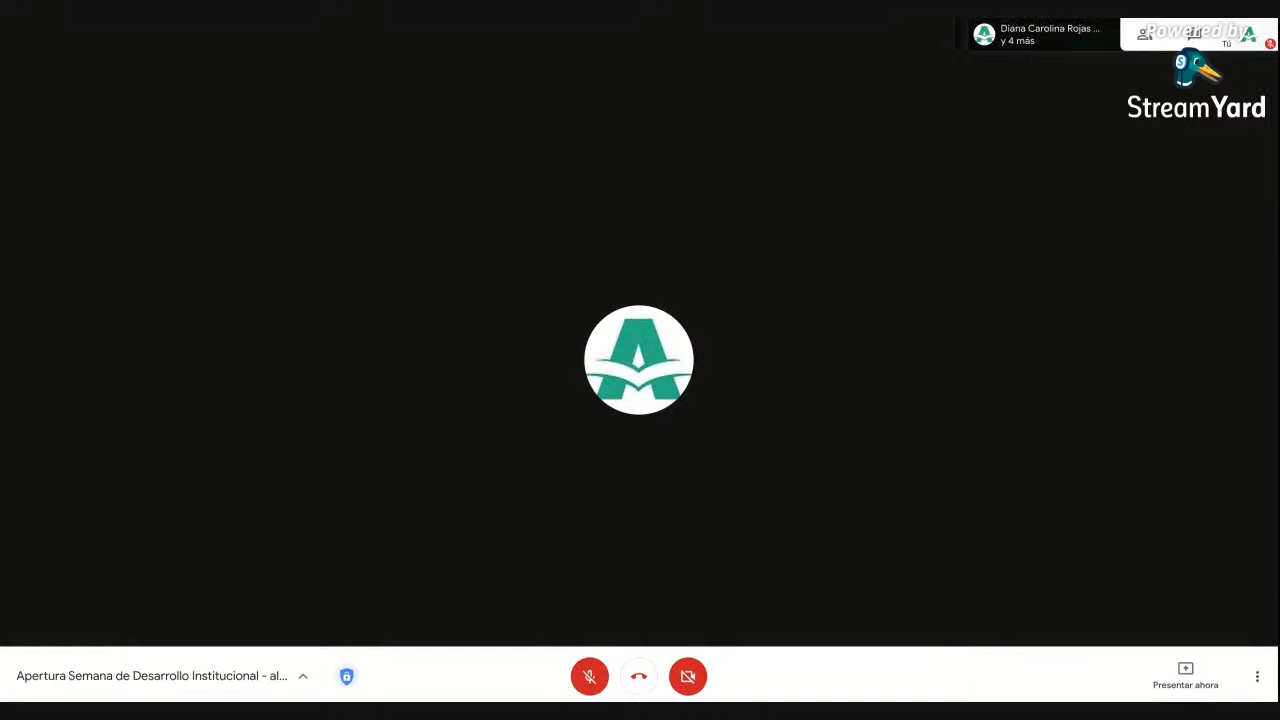 Diana Carolina Rojas ...
y 4 más
Powered by
Tú
StreamYard
Apertura Semana de Desarrollo Institucional - al...
Presentar ahora